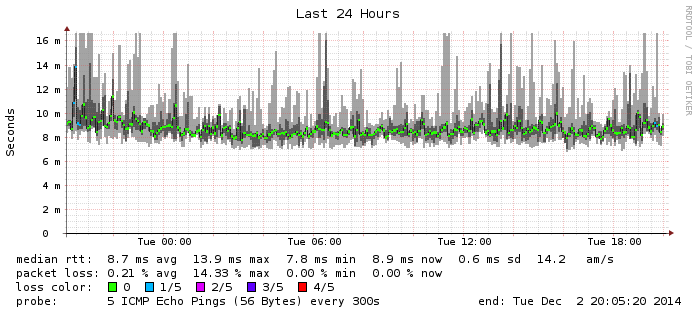 Last 24 Hours
RRDTOOL / TOBI OETIKER
Seconds
16 m
14 m
12 m
10 m
8 m
6 m
4 m
2 m
0
Tue 00:00 Tue 06:00 Tue 12:00 Tue 18:00
median rtt: 8.7 ms avg 13.9 ms max 7.8 ms min 8.9 ms now 0.6 ms sd 14.2 am/s
packet loss: 0.21 % avg 14.33 % max 0.00 % min 0.00 % now
loss color: 0 1/5 2/5 3/5 4/5
probe: 5 ICMP Echo Pings (56 Bytes) every 300s end: Tue Dec 2 20:05:20 2014